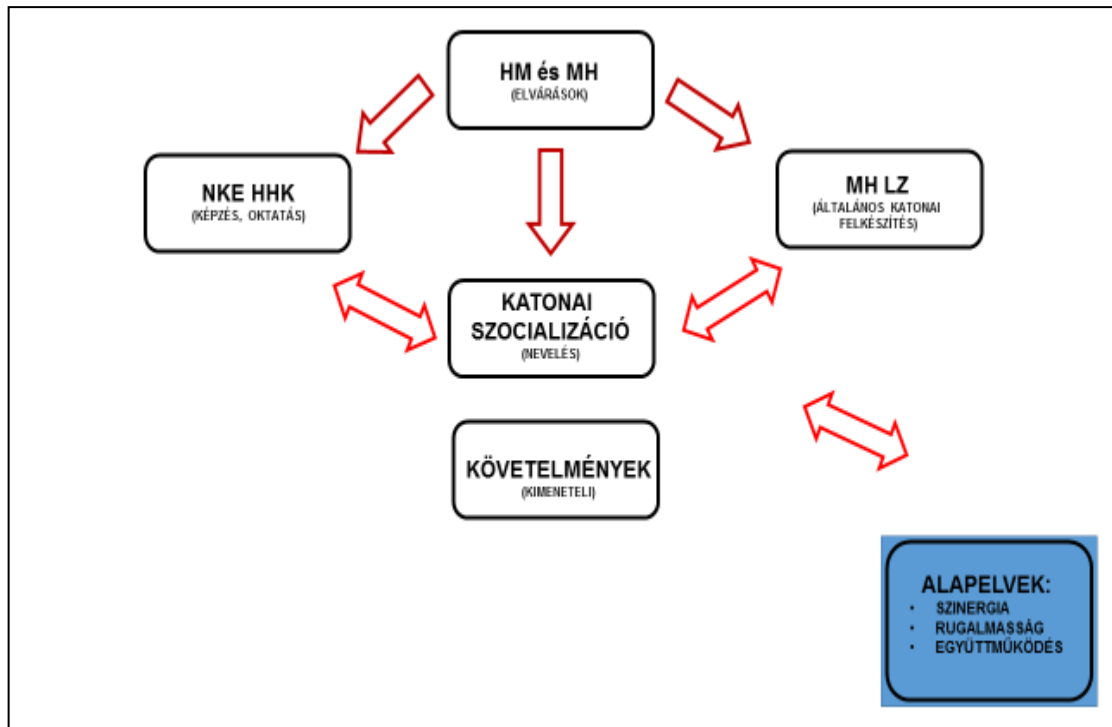 HM és MH
(ELVÁRÁSOK)
NKE HHK
(KÉPZÉS, OKTATÁS)
MH LZ
(ÁLTALÁNOS KATONAI
FELKÉSZÍTÉS)
KATONAI
SZOCIALIZÁCIÓ
(NEVELÉS)
KÖVETELMÉNYEK
(KIMENETELI)
ALAPELVEK:
• SZINERGIA
• RUGALMASSÁG
• EGYÜTTMŰKÖDÉS